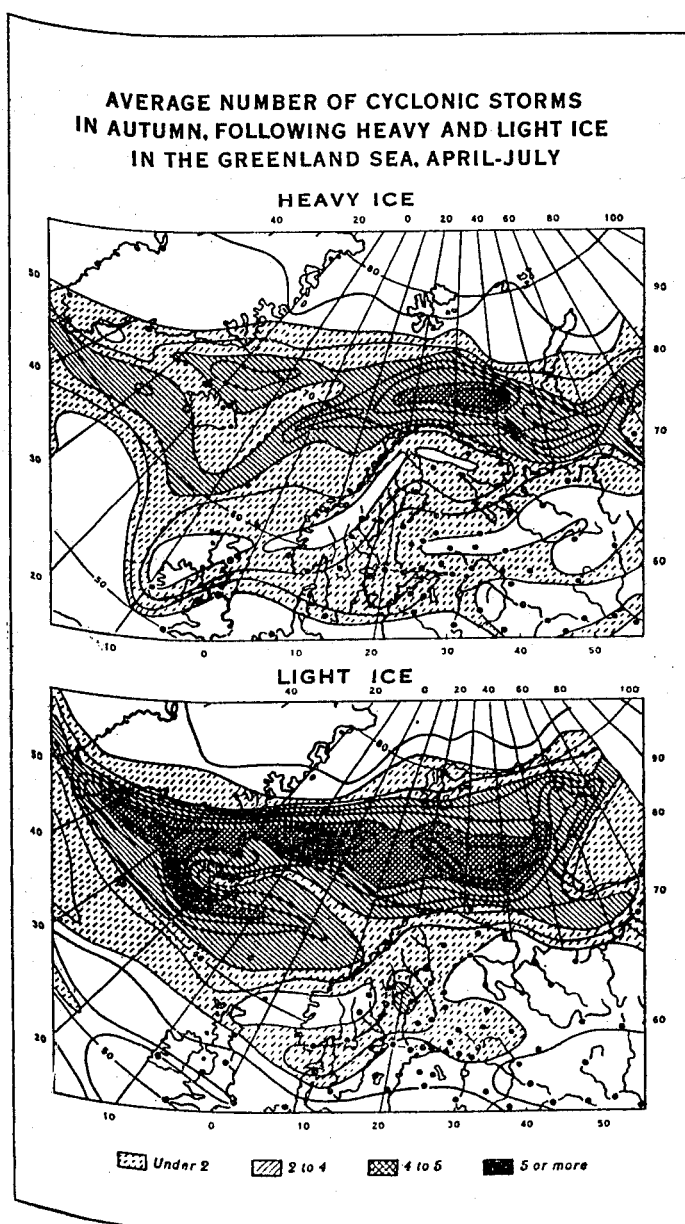 AVERAGE NUMBER OF CYCLONIC STORMS
IN AUTUMN, FOLLOWING HEAVY AND LIGHT ICE
IN THE GREENLAND SEA, APRIL-JULY
HEAVY ICE
40 20 0 20 40 60 80 100
50 80 90
40 80
30 70
20 50 60
10 0 10 20 30 40 50
LIGHT ICE
40 20 0 20 40 60 80 100
50 80 90
40 80
30 70
20 60
10 0 10 20 30 40 50
Under 2 2 to 4 4 to 5 5 or more